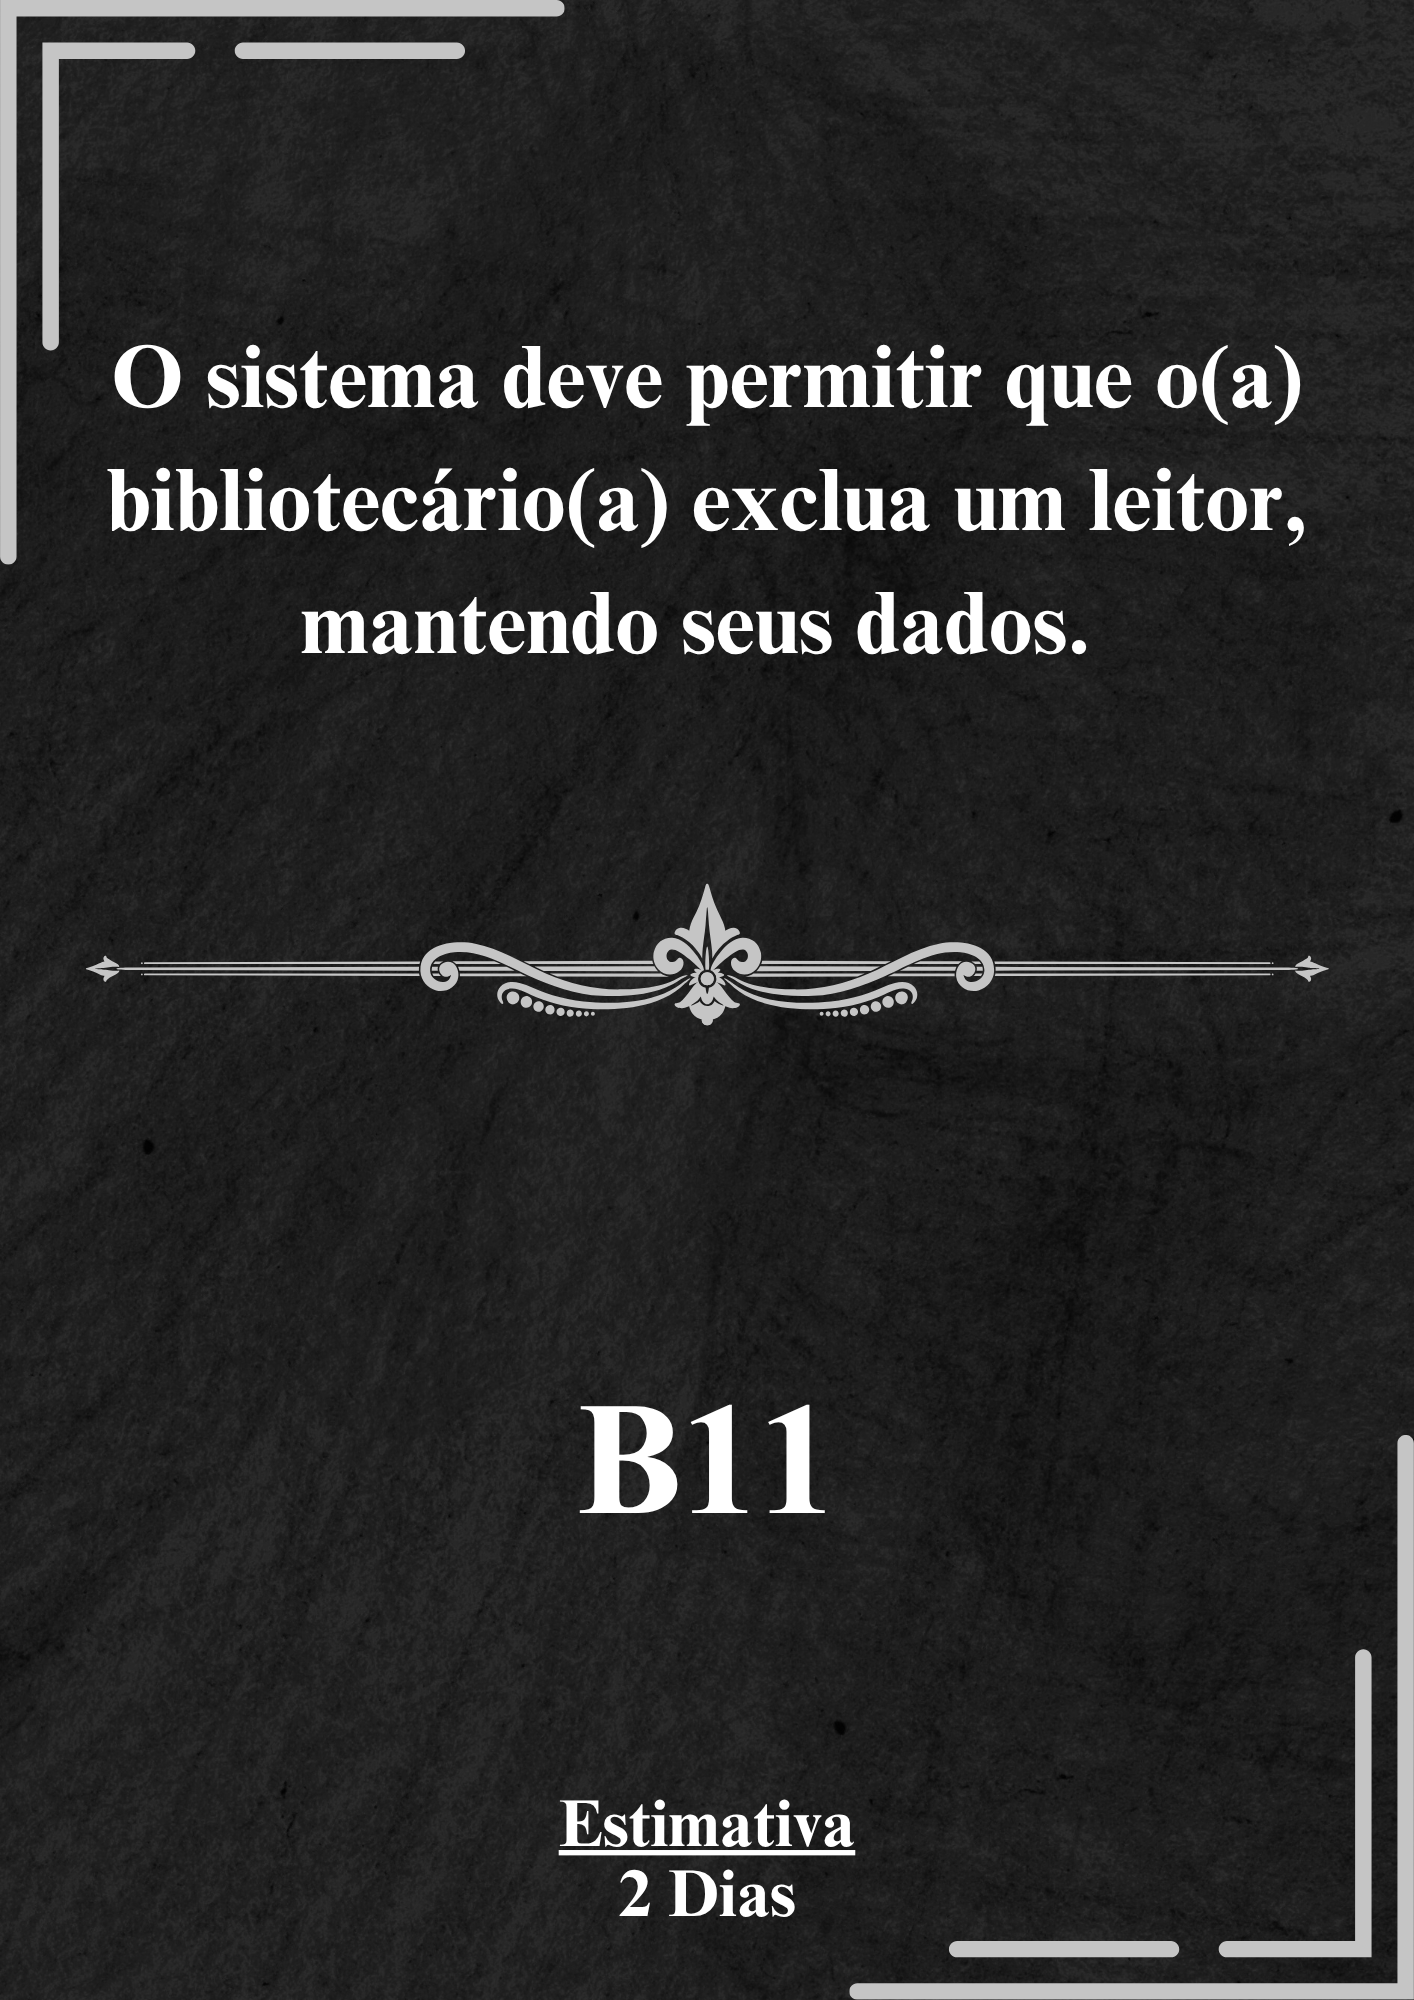 O sistema deve permitir que o(a)
bibliotecário(a) exclua um leitor,
mantendo seus dados.
B11
Estimativa
2 Dias